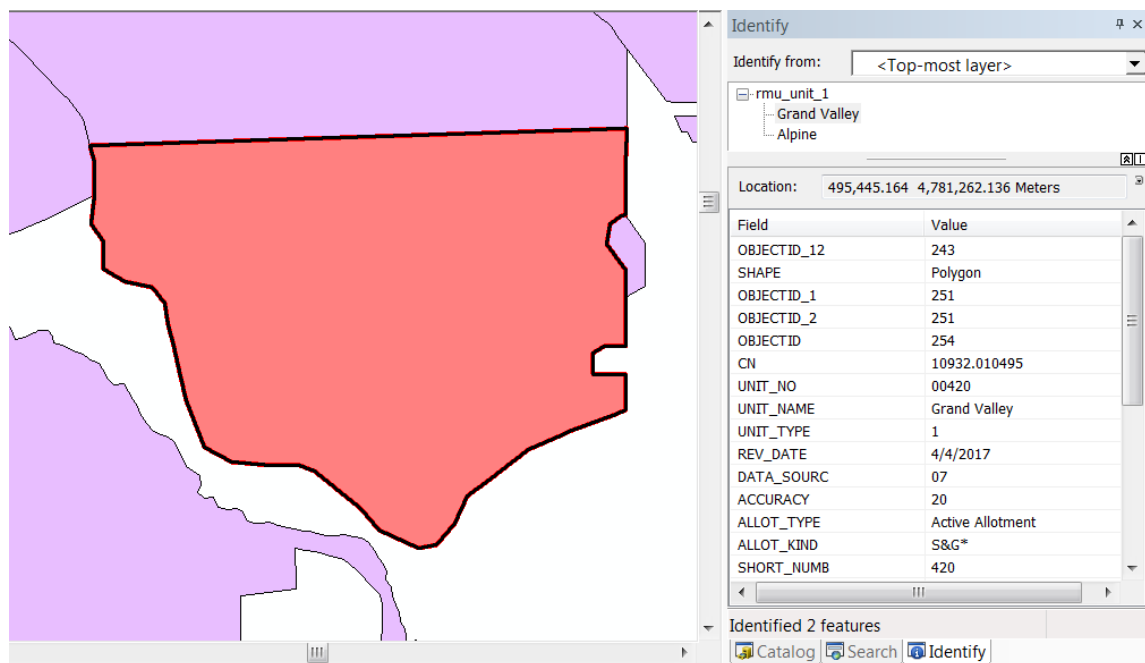 Identify
Identify from: <Top-most layer>
rmu_unit_1
Grand Valley
Alpine
Location: 495,445.164 4,781,262.136 Meters
Field Value
OBJECTID_12 243
SHAPE Polygon
OBJECTID_1 251
OBJECTID_2 251
OBJECTID 254
CN 10932.010495
UNIT_NO 00420
UNIT_NAME Grand Valley
UNIT_TYPE 1
REV_DATE 4/4/2017
DATA_SOURC 07
ACCURACY 20
ALLOT_TYPE Active Allotment
ALLOT_KIND S&G*
SHORT_NUMB 420
Identified 2 features
Catalog Search Identify